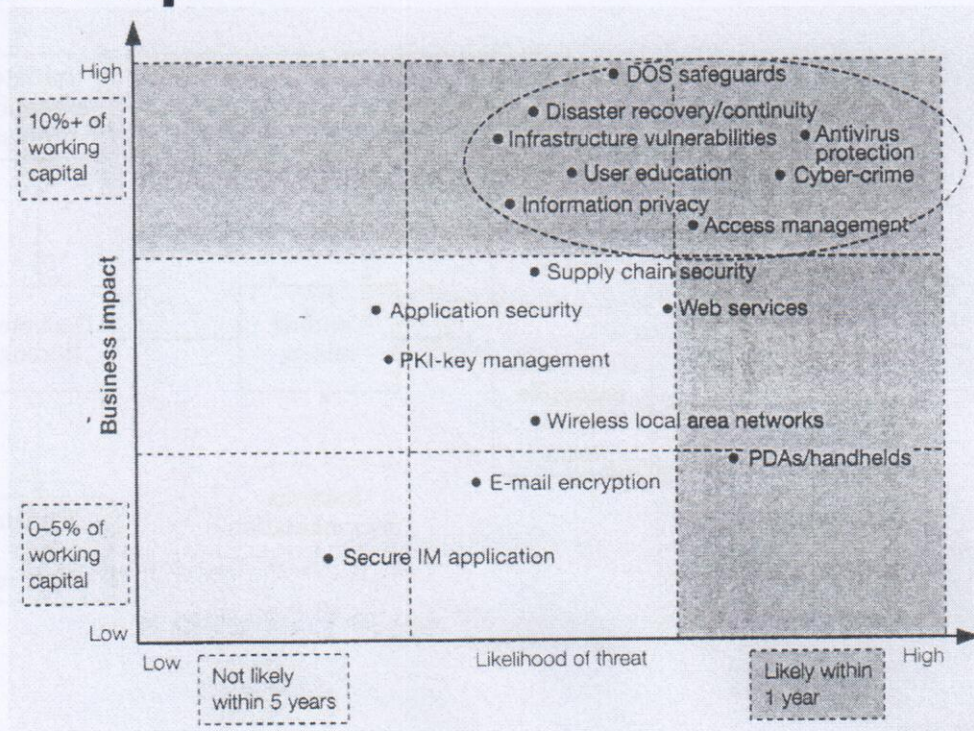 High
DOS safeguards
10%+ of
working
capital
Disaster recovery/continuity
Infrastructure vulnerabilities
Antivirus
protection
User education
Cyber-crime
Information privacy
Access management
Business impact
Supply chain security
Application security
Web services
PKI-key management
Wireless local area networks
PDAs/handhelds
E-mail encryption
0–5% of
working
capital
Secure IM application
Low
Low
Likelihood of threat
High
Not likely
within 5 years
Likely within
1 year